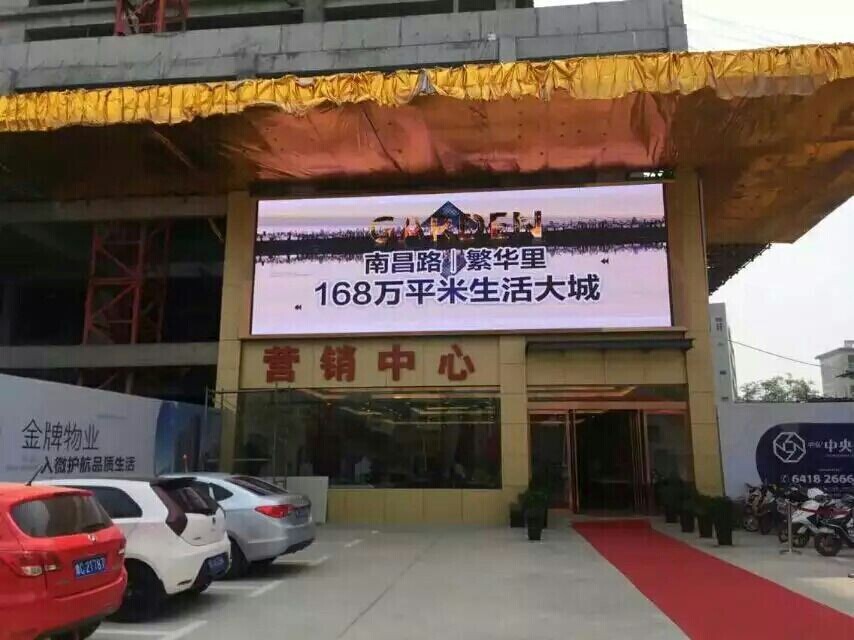 GARDEN
南昌路｜繁华里
168万平米生活大城
营销中心
金牌物业
入微护航品质生活
中央
6418 2666
C·21787